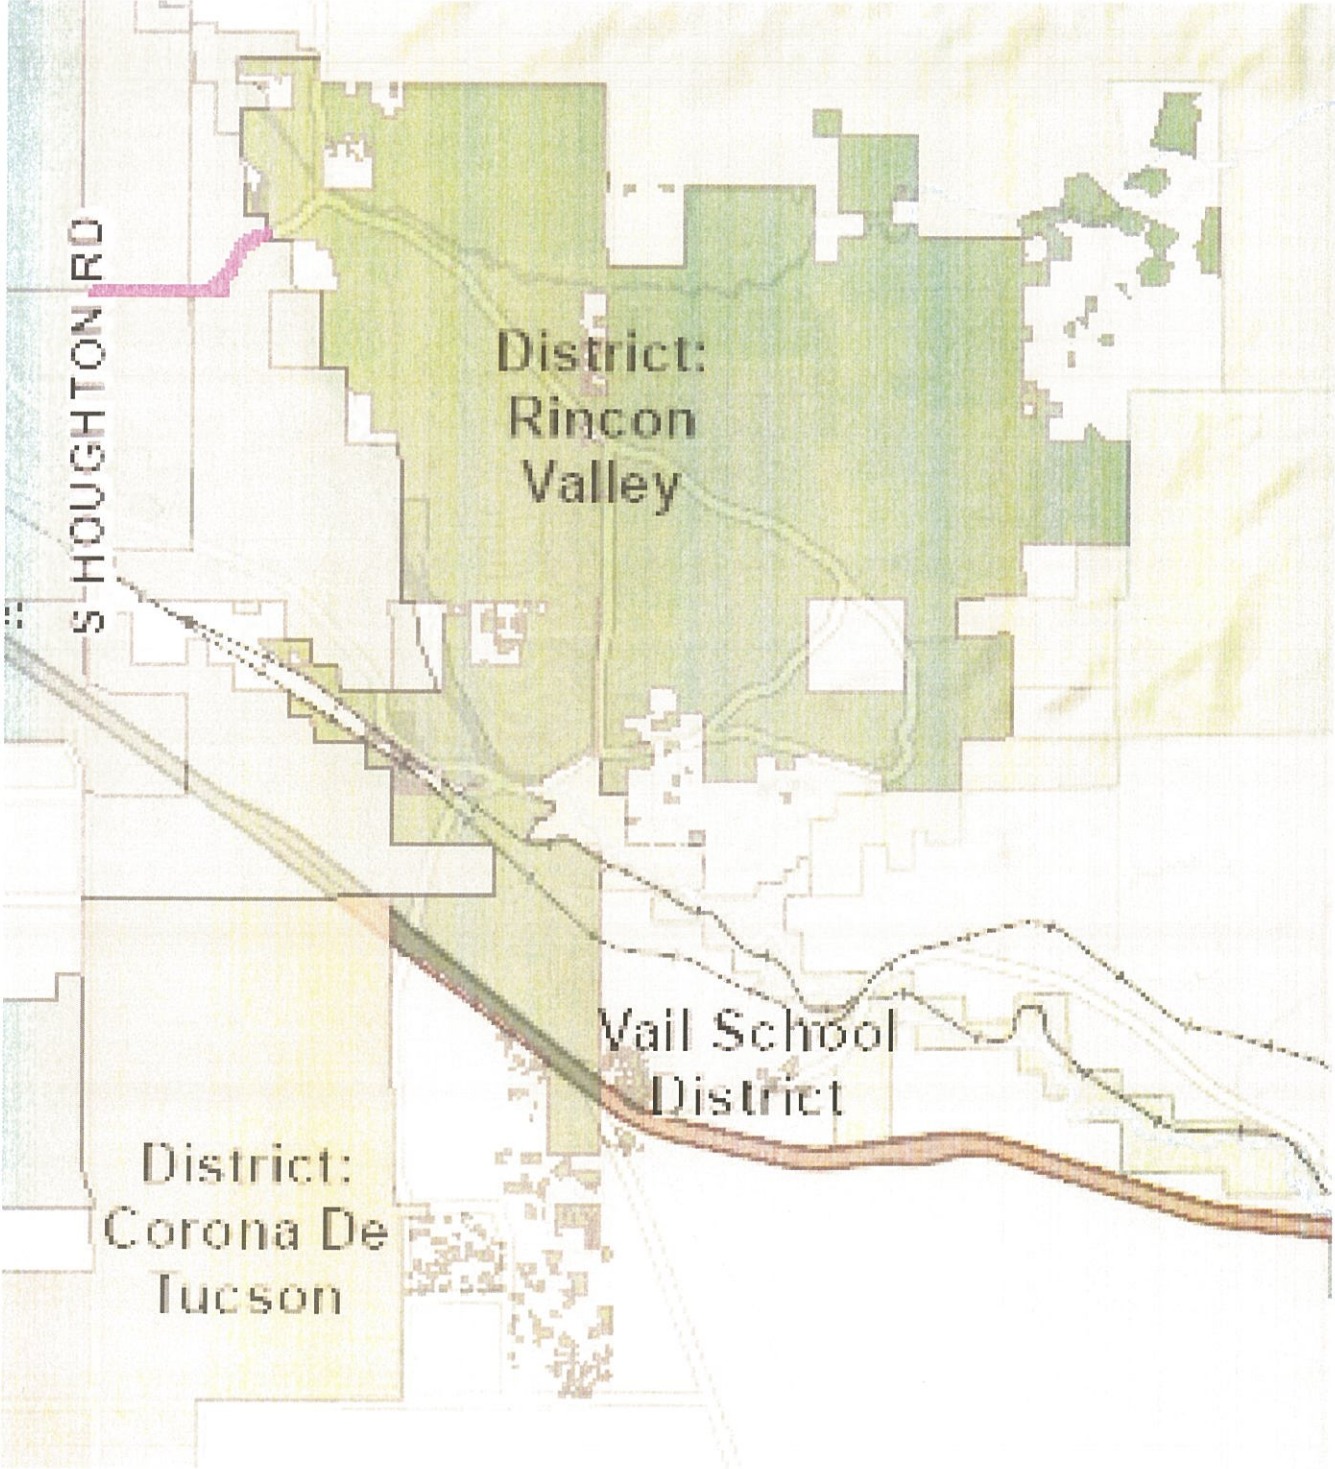 S HOUGHTON RD
District:
Rincon
Valley
Vail School
District
District:
Corona De
Tucson